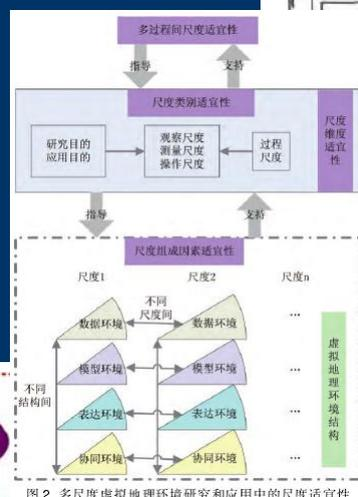 多过程间尺度适宜性
指导
支持
尺度类别适宜性
研究目的
应用目的
观察尺度
测量尺度
操作尺度
过程
尺度
尺度
维度
适宜
性
指导
支持
尺度组成因素适宜性
尺度1
尺度2
尺度n
不同
尺度间
数据环境
数据环境
...
模型环境
模型环境
...
不同
结构间
表达环境
表达环境
...
协同环境
协同环境
...
虚
拟
地
理
环
境
结
构
图 2 多尺度虚拟地理环境研究和应用中的尺度适宜性